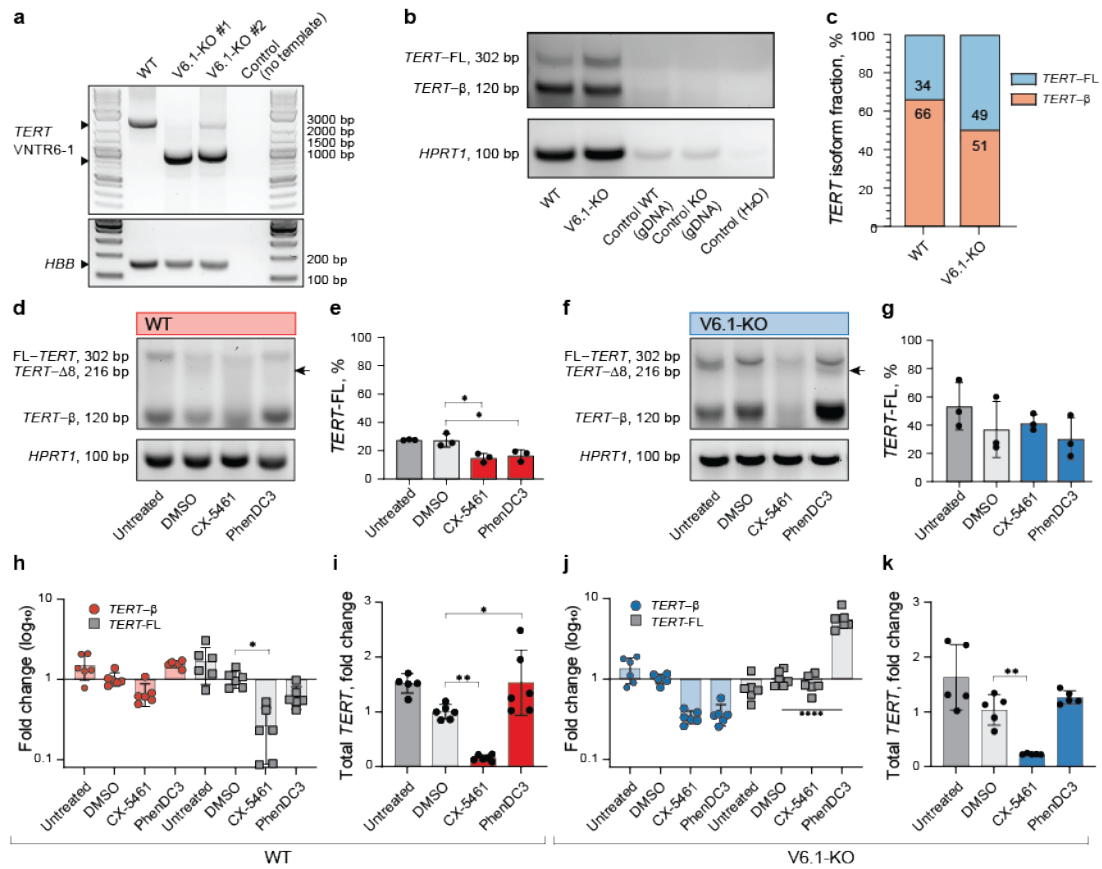 a
WT
V6.1-KO #1
V6.1-KO #2
Control
(no template)
TERT
VNTR6-1
3000 bp
2000 bp
1500 bp
1000 bp
HBB
200 bp
100 bp
b
TERT–FL, 302 bp
TERT–β, 120 bp
HPRT1, 100 bp
WT
V6.1-KO
Control WT
(gDNA)
Control KO
(gDNA)
Control (H₂O)
c
TERT isoform fraction, %
100
80
60
40
20
0
34
66
49
51
WT
V6.1-KO
TERT–FL
TERT–β
d
WT
FL–TERT, 302 bp
TERT–Δ8, 216 bp
TERT–β, 120 bp
HPRT1, 100 bp
Untreated
DMSO
CX-5461
PhenDC3
e
TERT-FL, %
100
80
60
40
20
0
*
*
Untreated
DMSO
CX-5461
PhenDC3
f
V6.1-KO
FL–TERT, 302 bp
TERT–Δ8, 216 bp
TERT–β, 120 bp
HPRT1, 100 bp
Untreated
DMSO
CX-5461
PhenDC3
g
TERT-FL, %
100
80
60
40
20
0
Untreated
DMSO
CX-5461
PhenDC3
h
Fold change (log₁₀)
10
1
0.1
TERT–β
TERT-FL
*
Untreated
DMSO
CX-5461
PhenDC3
Untreated
DMSO
CX-5461
PhenDC3
i
Total TERT, fold change
3
2
1
0
*
**
Untreated
DMSO
CX-5461
PhenDC3
WT
j
Fold change (log₁₀)
10
1
0.1
TERT–β
TERT-FL
****
Untreated
DMSO
CX-5461
PhenDC3
Untreated
DMSO
CX-5461
PhenDC3
k
Total TERT, fold change
3
2
1
0
**
Untreated
DMSO
CX-5461
PhenDC3
V6.1-KO